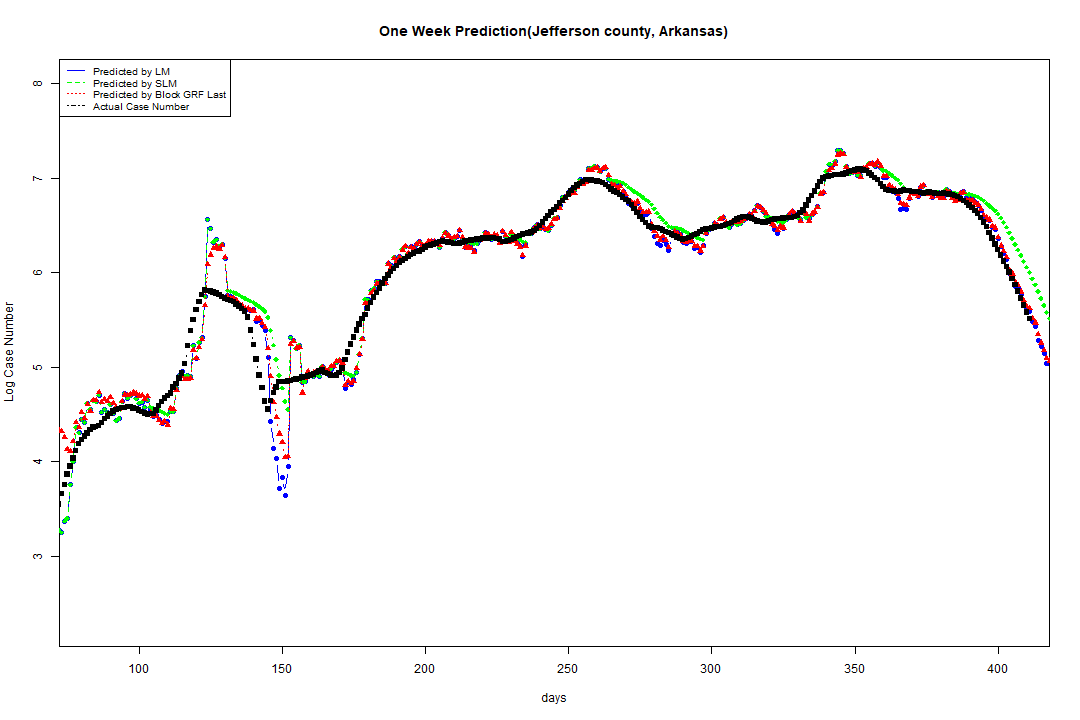 One Week Prediction(Jefferson county, Arkansas)
Predicted by LM
Predicted by SLM
Predicted by Block GRF Last
Actual Case Number
8
7
6
5
4
3
Log Case Number
100 150 200 250 300 350 400
days